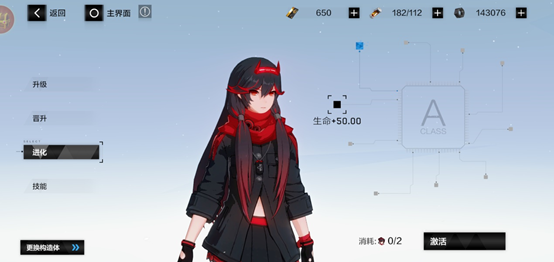 返回
主界面
650
182/112
143076
升级
晋升
进化
技能
生命+50.00
A
CLASS
更换构造体
消耗: 0/2
激活